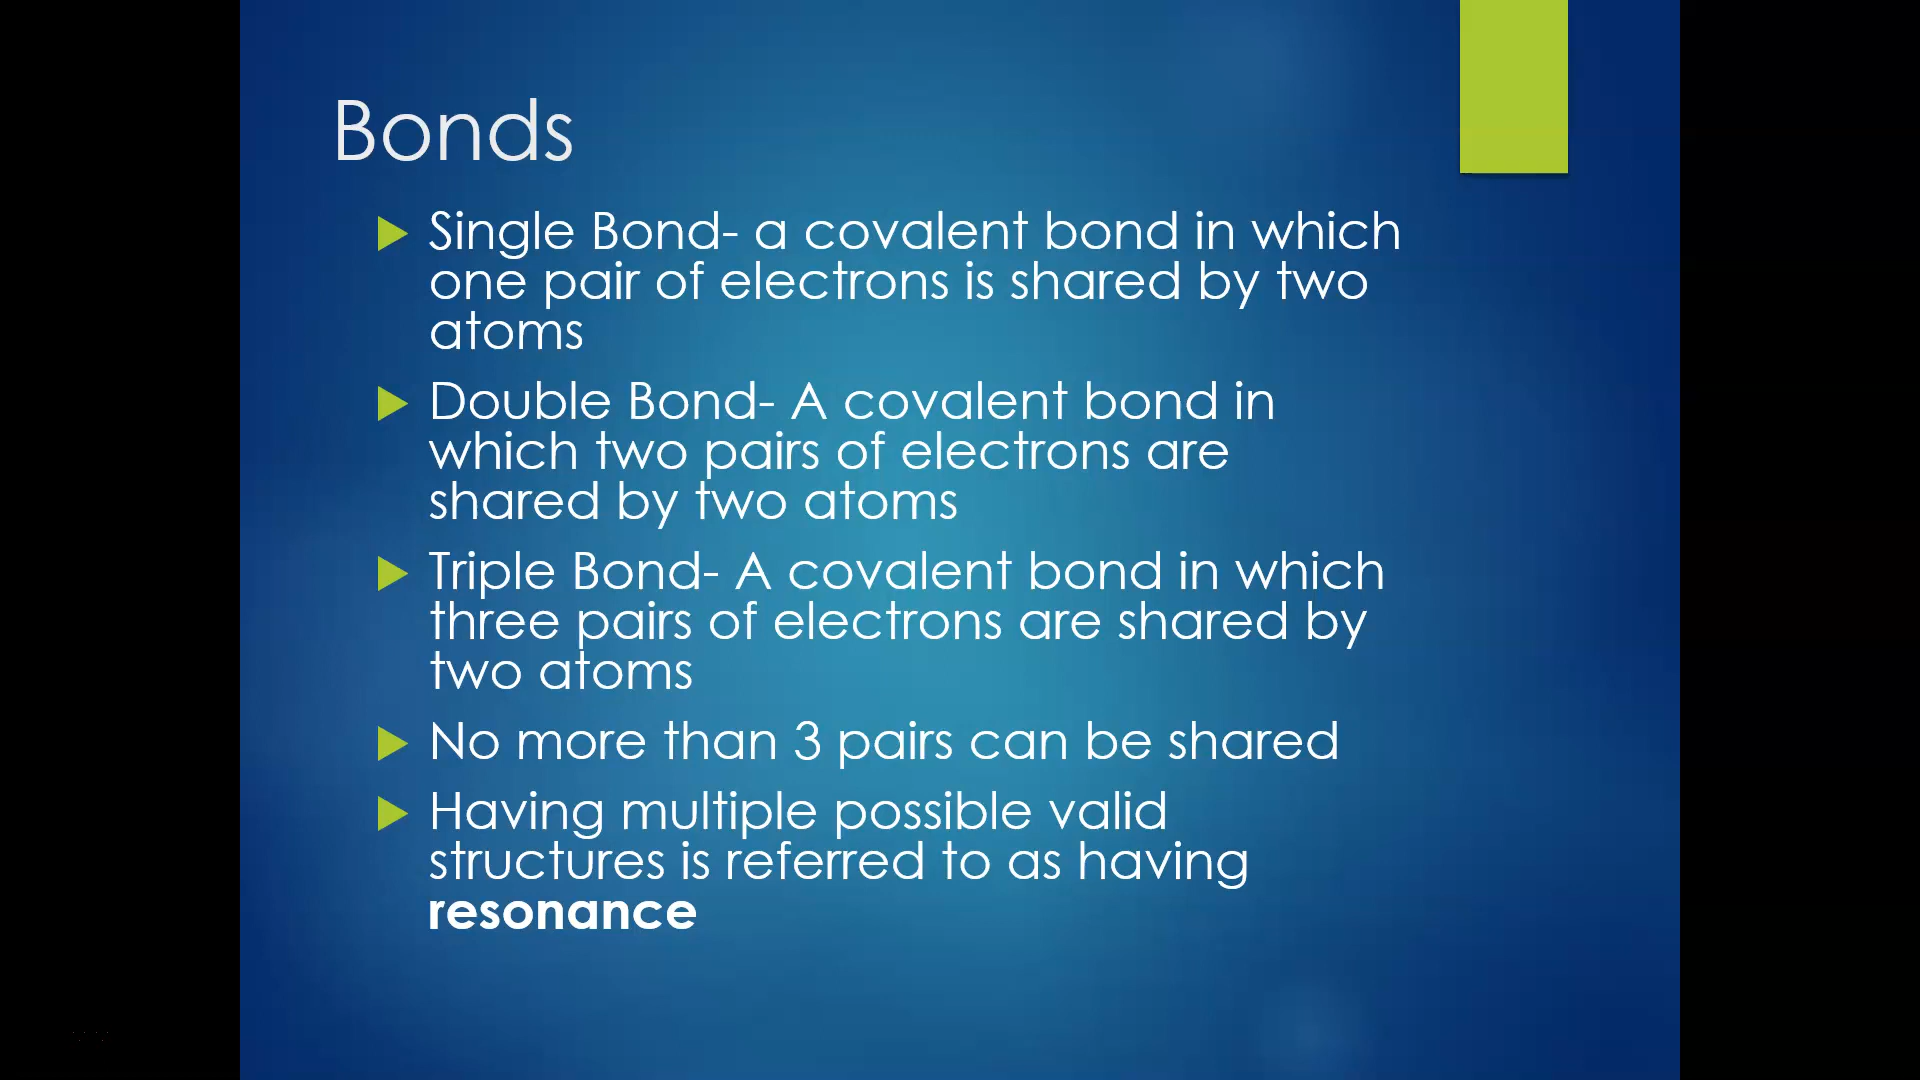 Bonds
Single Bond- a covalent bond in which
one pair of electrons is shared by two
atoms
Double Bond- A covalent bond in
which two pairs of electrons are
shared by two atoms
Triple Bond- A covalent bond in which
three pairs of electrons are shared by
two atoms
No more than 3 pairs can be shared
Having multiple possible valid
structures is referred to as having
resonance